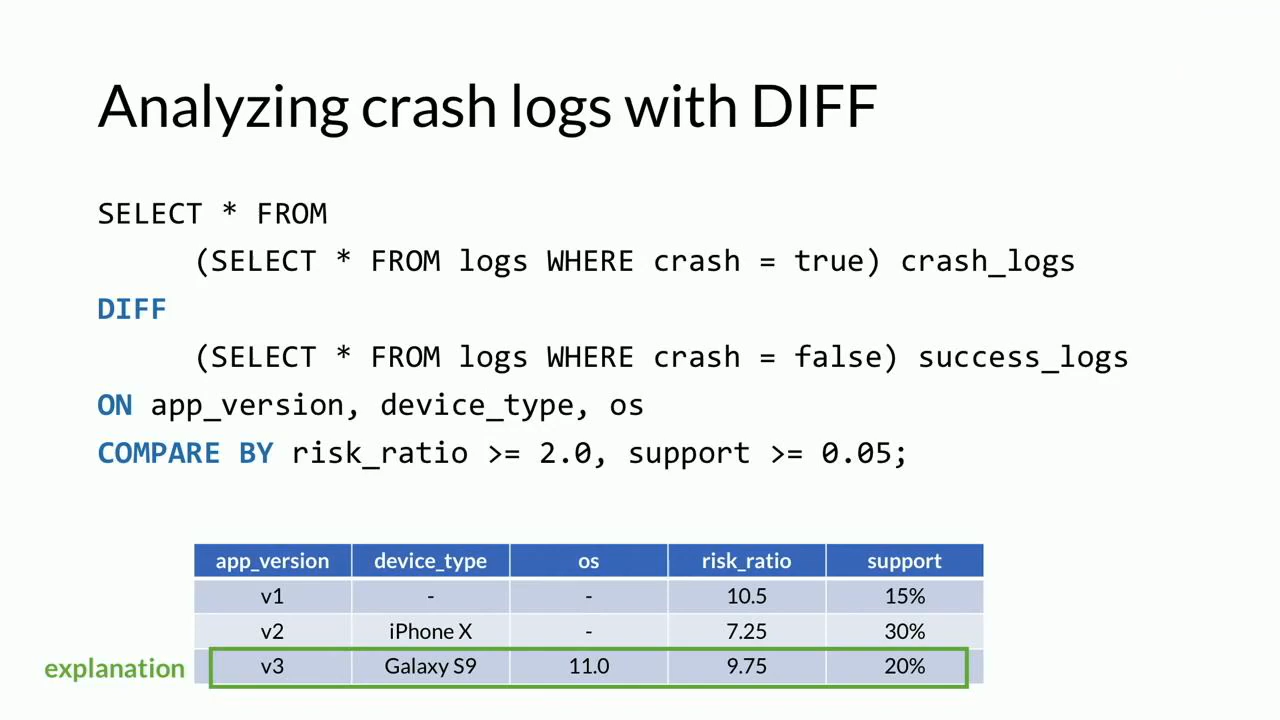 Analyzing crash logs with DIFF
SELECT * FROM
(SELECT * FROM logs WHERE crash = true) crash_logs
DIFF
(SELECT * FROM logs WHERE crash = false) success_logs
ON app_version, device_type, os
COMPARE BY risk_ratio >= 2.0, support >= 0.05;
app_version device_type os risk_ratio support
v1 - - 10.5 15%
v2 iPhone X - 7.25 30%
explanation v3 Galaxy S9 11.0 9.75 20%